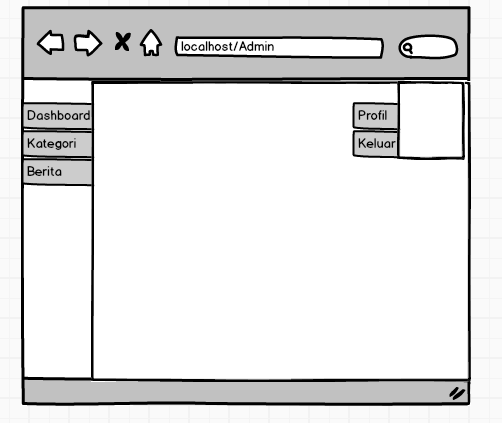 localhost/Admin
Dashboard
Kategori
Berita
Profil
Keluar